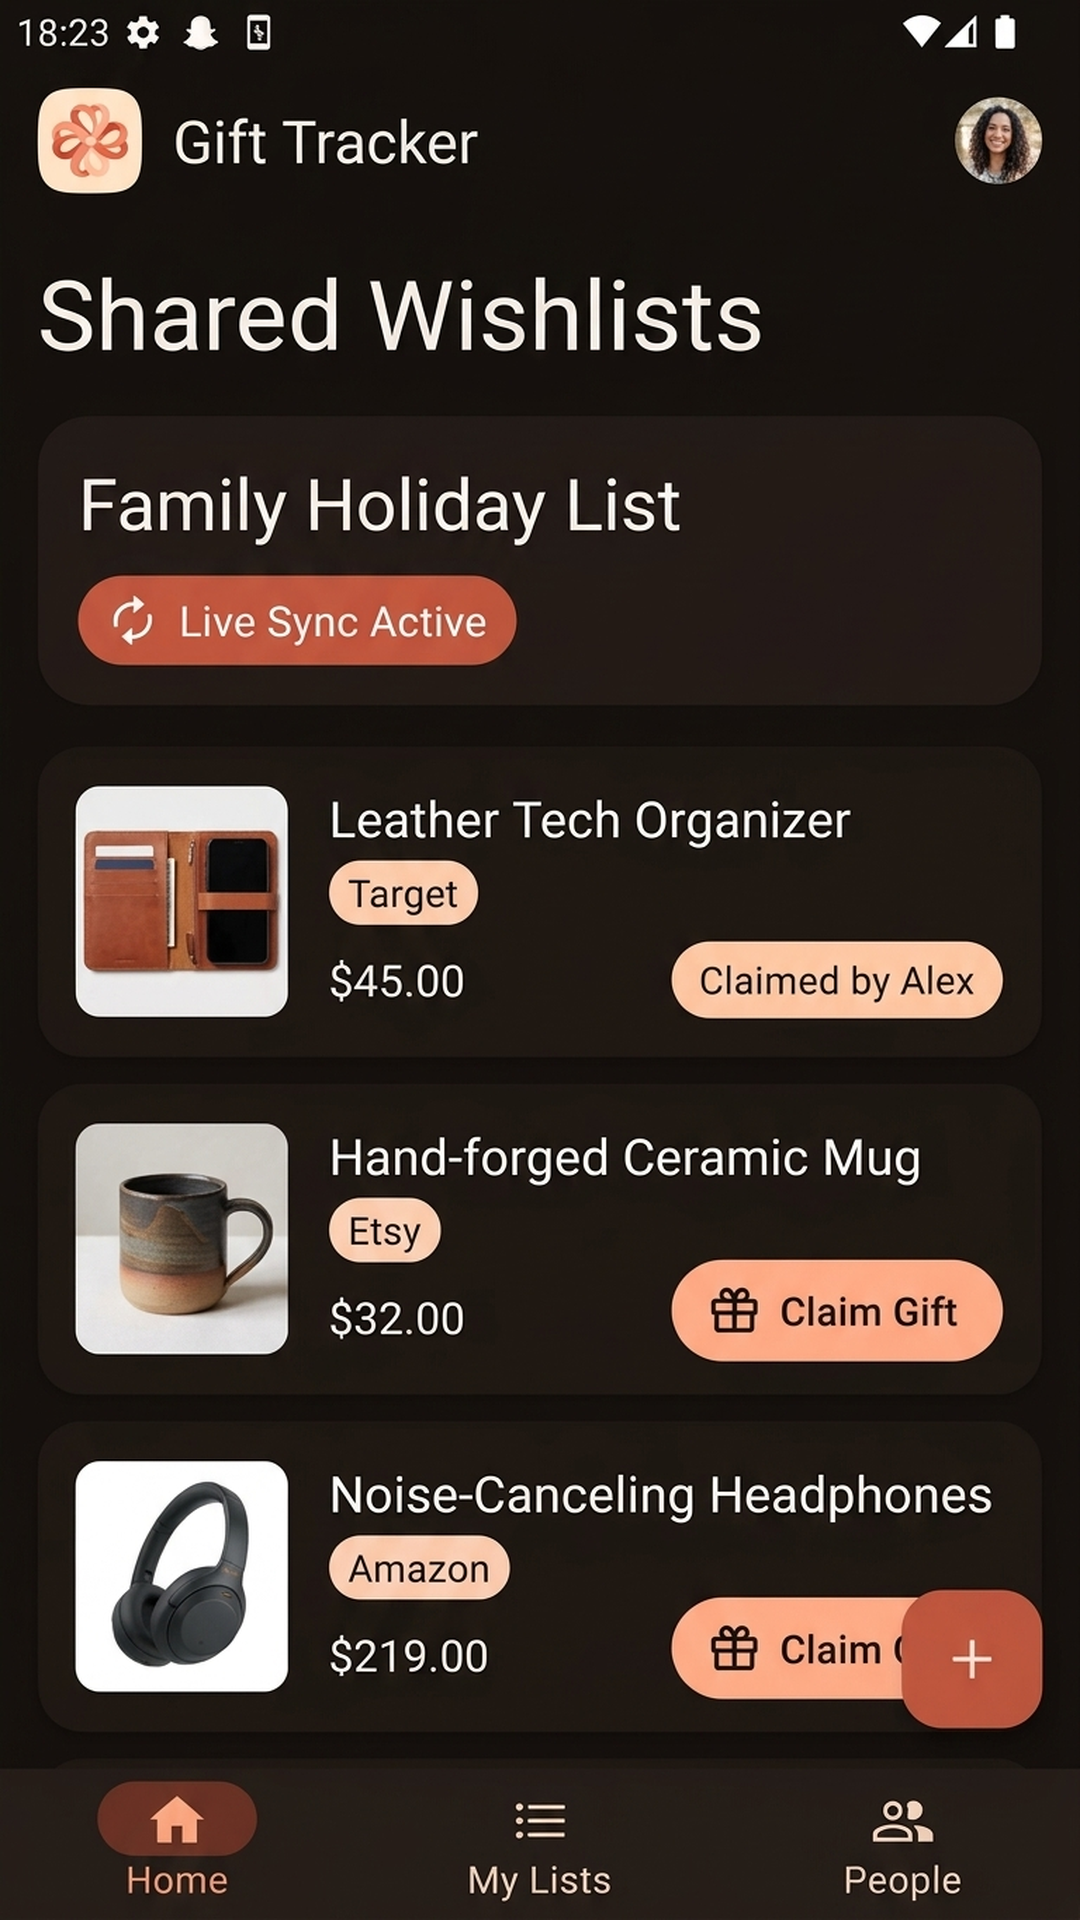 18:23
Gift Tracker
Shared Wishlists
Family Holiday List
Live Sync Active
Leather Tech Organizer
Target
$45.00
Claimed by Alex
Hand-forged Ceramic Mug
Etsy
$32.00
Claim Gift
Noise-Canceling Headphones
Amazon
$219.00
Claim
Home
My Lists
People